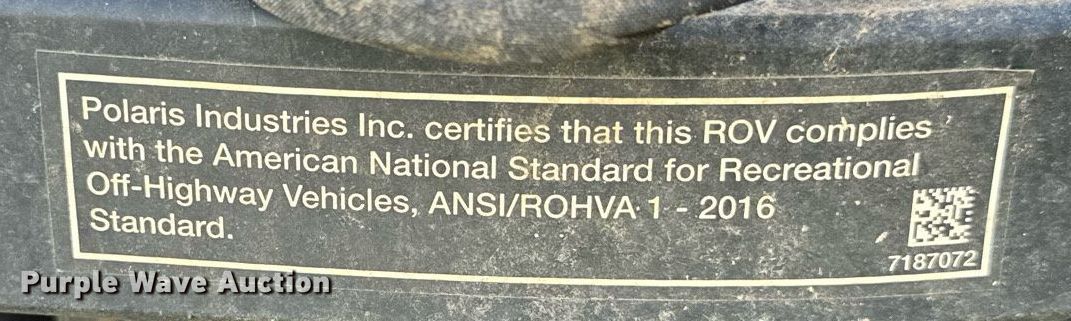 Polaris Industries Inc. certifies that this ROV complies
with the American National Standard for Recreational
Off-Highway Vehicles, ANSI/ROHVA 1 - 2016
Standard.
7187072
Purple Wave Auction